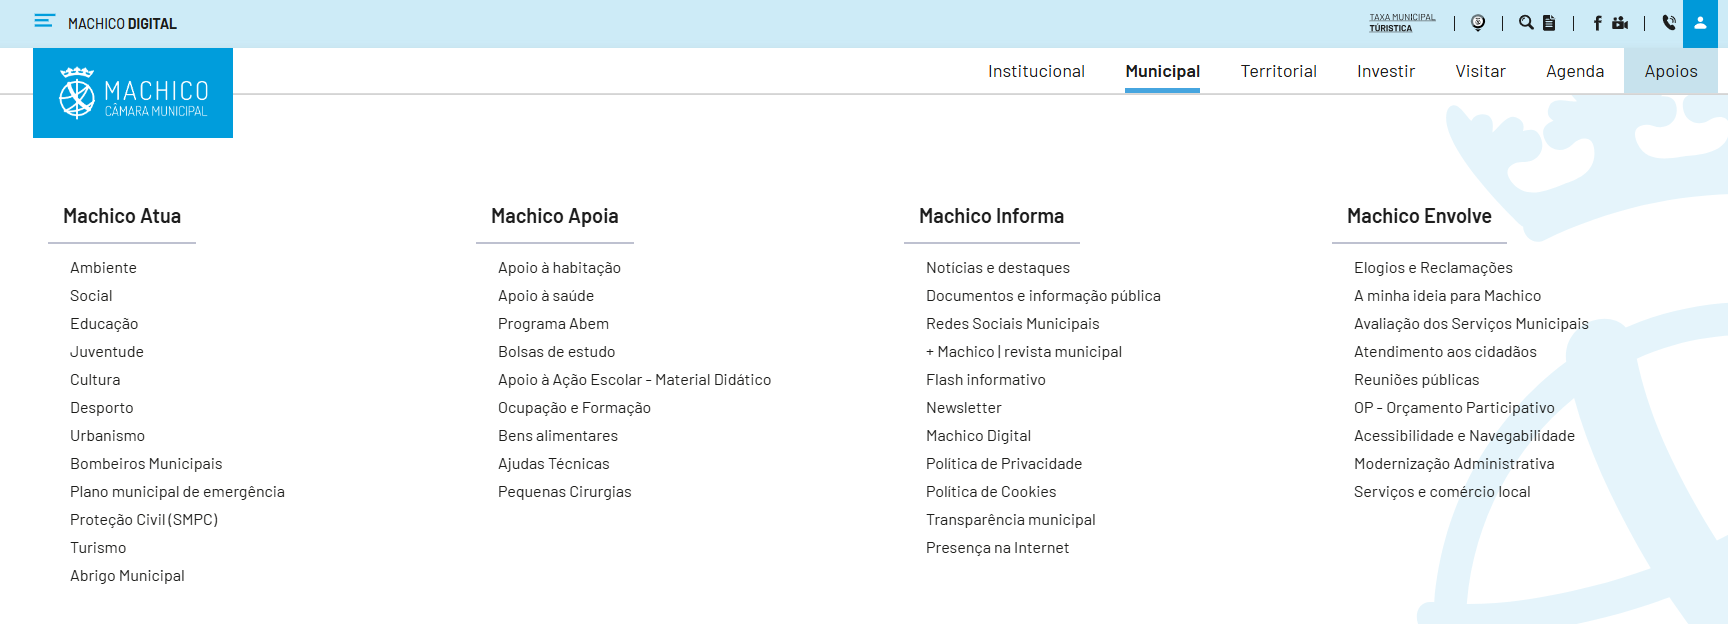 MACHICO DIGITAL
TAXA MUNICIPAL
TÚRISTICA
MACHICO
CÂMARA MUNICIPAL
Institucional
Municipal
Territorial
Investir
Visitar
Agenda
Apoios
Machico Atua
Ambiente
Social
Educação
Juventude
Cultura
Desporto
Urbanismo
Bombeiros Municipais
Plano municipal de emergência
Proteção Civil (SMPC)
Turismo
Abrigo Municipal
Machico Apoia
Apoio à habitação
Apoio à saúde
Programa Abem
Bolsas de estudo
Apoio à Ação Escolar - Material Didático
Ocupação e Formação
Bens alimentares
Ajudas Técnicas
Pequenas Cirurgias
Machico Informa
Notícias e destaques
Documentos e informação pública
Redes Sociais Municipais
+ Machico | revista municipal
Flash informativo
Newsletter
Machico Digital
Política de Privacidade
Política de Cookies
Transparência municipal
Presença na Internet
Machico Envolve
Elogios e Reclamações
A minha ideia para Machico
Avaliação dos Serviços Municipais
Atendimento aos cidadãos
Reuniões públicas
OP - Orçamento Participativo
Acessibilidade e Navegabilidade
Modernização Administrativa
Serviços e comércio local